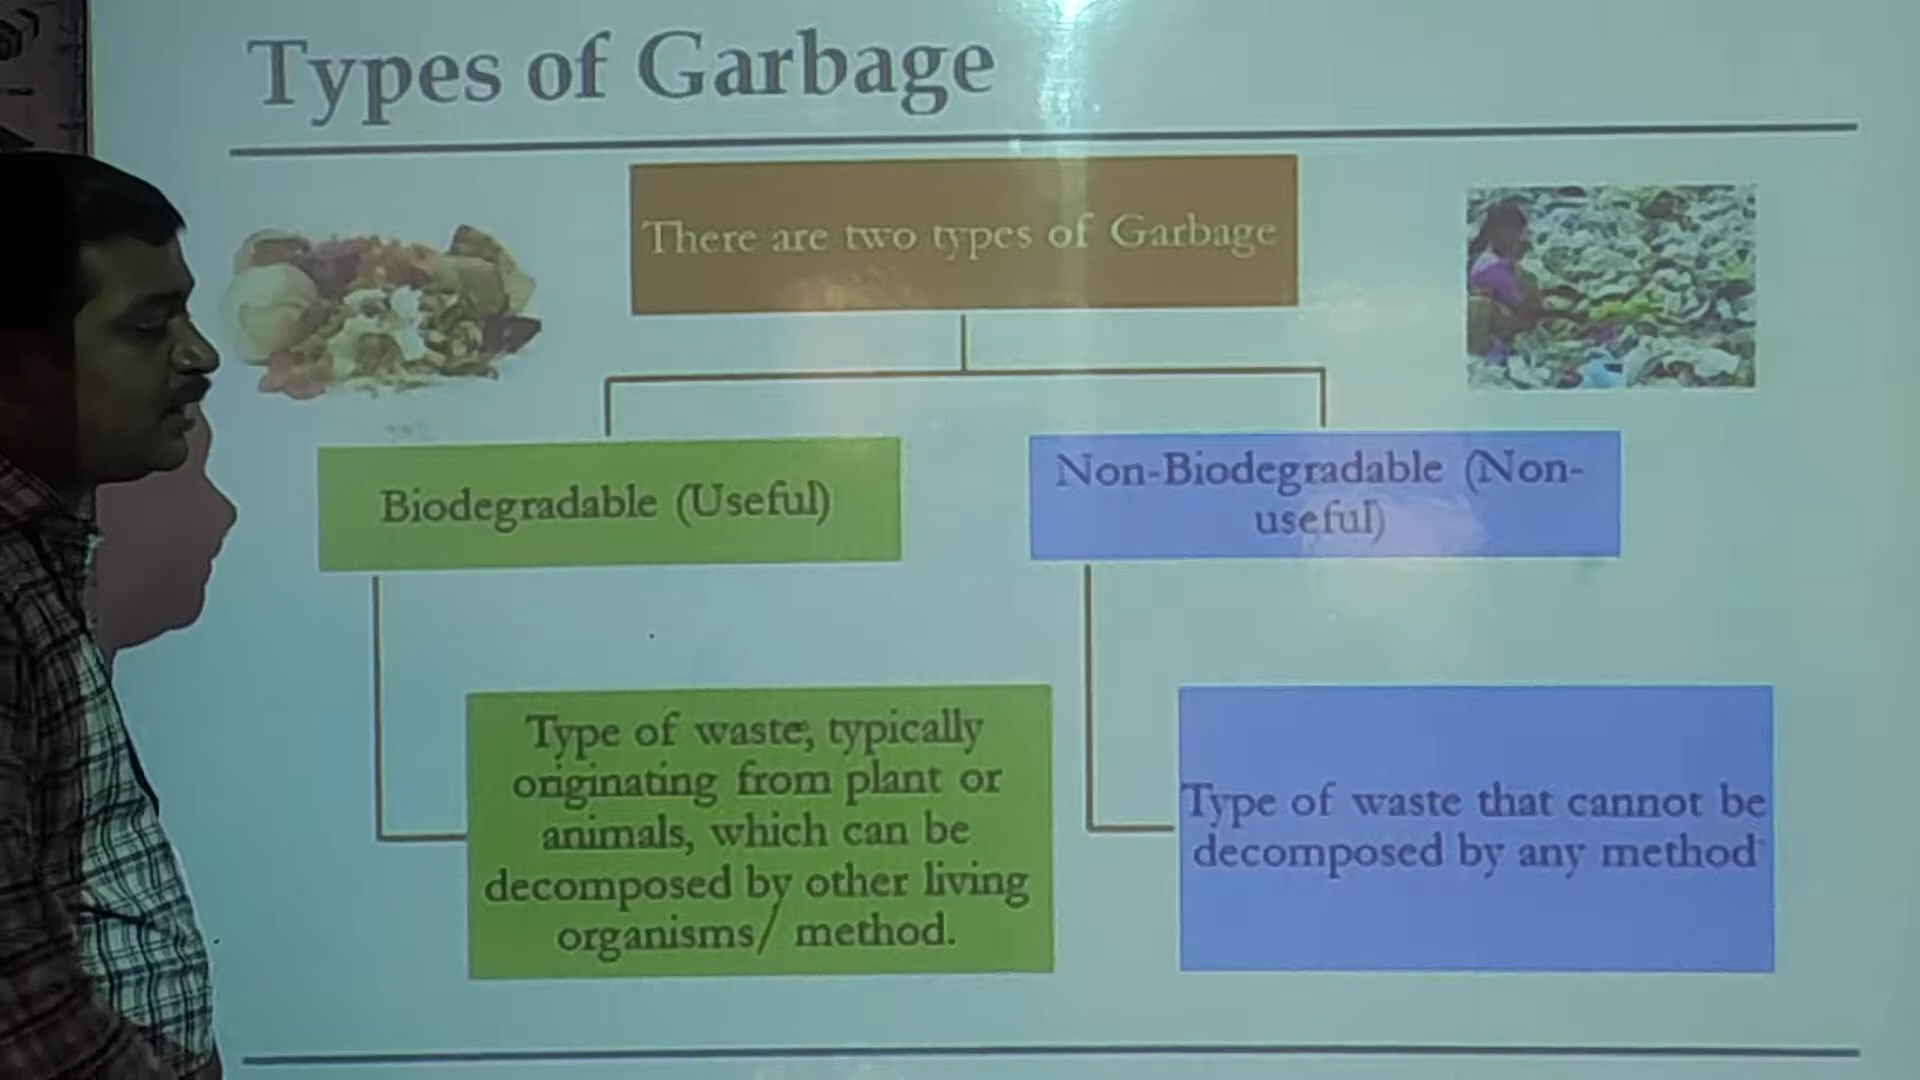 Types of Garbage
There are two types of Garbage
Biodegradable (Useful)
Non-Biodegradable (Non-
useful)
Type of waste, typically
originating from plant or
animals, which can be
decomposed by other living
organisms/ method.
Type of waste that cannot be
decomposed by any method